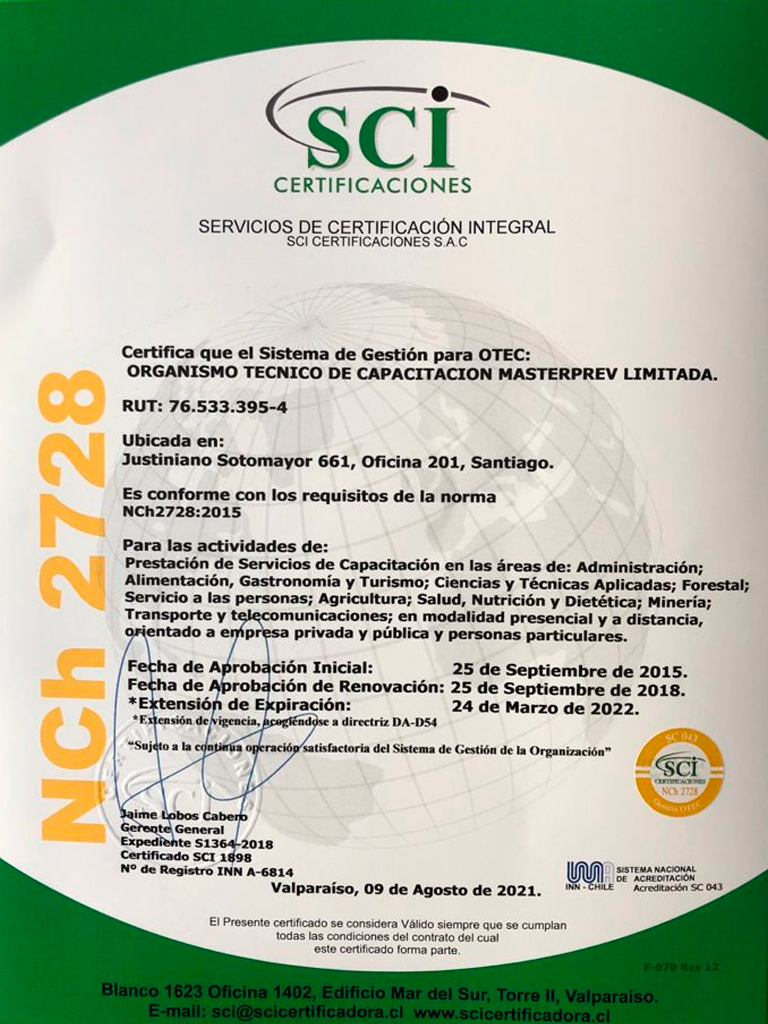 SCI
CERTIFICACIONES
SERVICIOS DE CERTIFICACIÓN INTEGRAL
SCI CERTIFICACIONES S.A.C
NCh 2728
Certifica que el Sistema de Gestión para OTEC:
ORGANISMO TECNICO DE CAPACITACION MASTERPREV LIMITADA.
RUT: 76.533.395-4
Ubicada en:
Justiniano Sotomayor 661, Oficina 201, Santiago.
Es conforme con los requisitos de la norma
NCh2728:2015
Para las actividades de:
Prestación de Servicios de Capacitación en las áreas de: Administración;
Alimentación, Gastronomía y Turismo; Ciencias y Técnicas Aplicadas; Forestal;
Servicio a las personas; Agricultura; Salud, Nutrición y Dietética; Minería;
Transporte y telecomunicaciones; en modalidad presencial y a distancia,
orientado a empresa privada y pública y personas particulares.
Fecha de Aprobación Inicial: 25 de Septiembre de 2015.
Fecha de Aprobación de Renovación: 25 de Septiembre de 2018.
*Extensión de Expiración: 24 de Marzo de 2022.
*Extensión de vigencia, acogiéndose a directriz DA-D54
“Sujeto a la continua operación satisfactoria del Sistema de Gestión de la Organización”
SC 043
SCI
CERTIFICACIONES
NCh 2728
Gestión OTEC
SCI
Jaime Lobos Cabero
Gerente General
Expediente S1364-2018
Certificado SCI 1898
Nº de Registro INN A-6814
Valparaíso, 09 de Agosto de 2021.
INN - CHILE
SISTEMA NACIONAL
DE ACREDITACIÓN
Acreditación SC 043
El Presente certificado se considera Válido siempre que se cumplan
todas las condiciones del contrato del cual
este certificado forma parte.
F-079 Rev 12
Blanco 1623 Oficina 1402, Edificio Mar del Sur, Torre II, Valparaíso.
E-mail: sci@scicertificadora.cl www.scicertificadora.cl